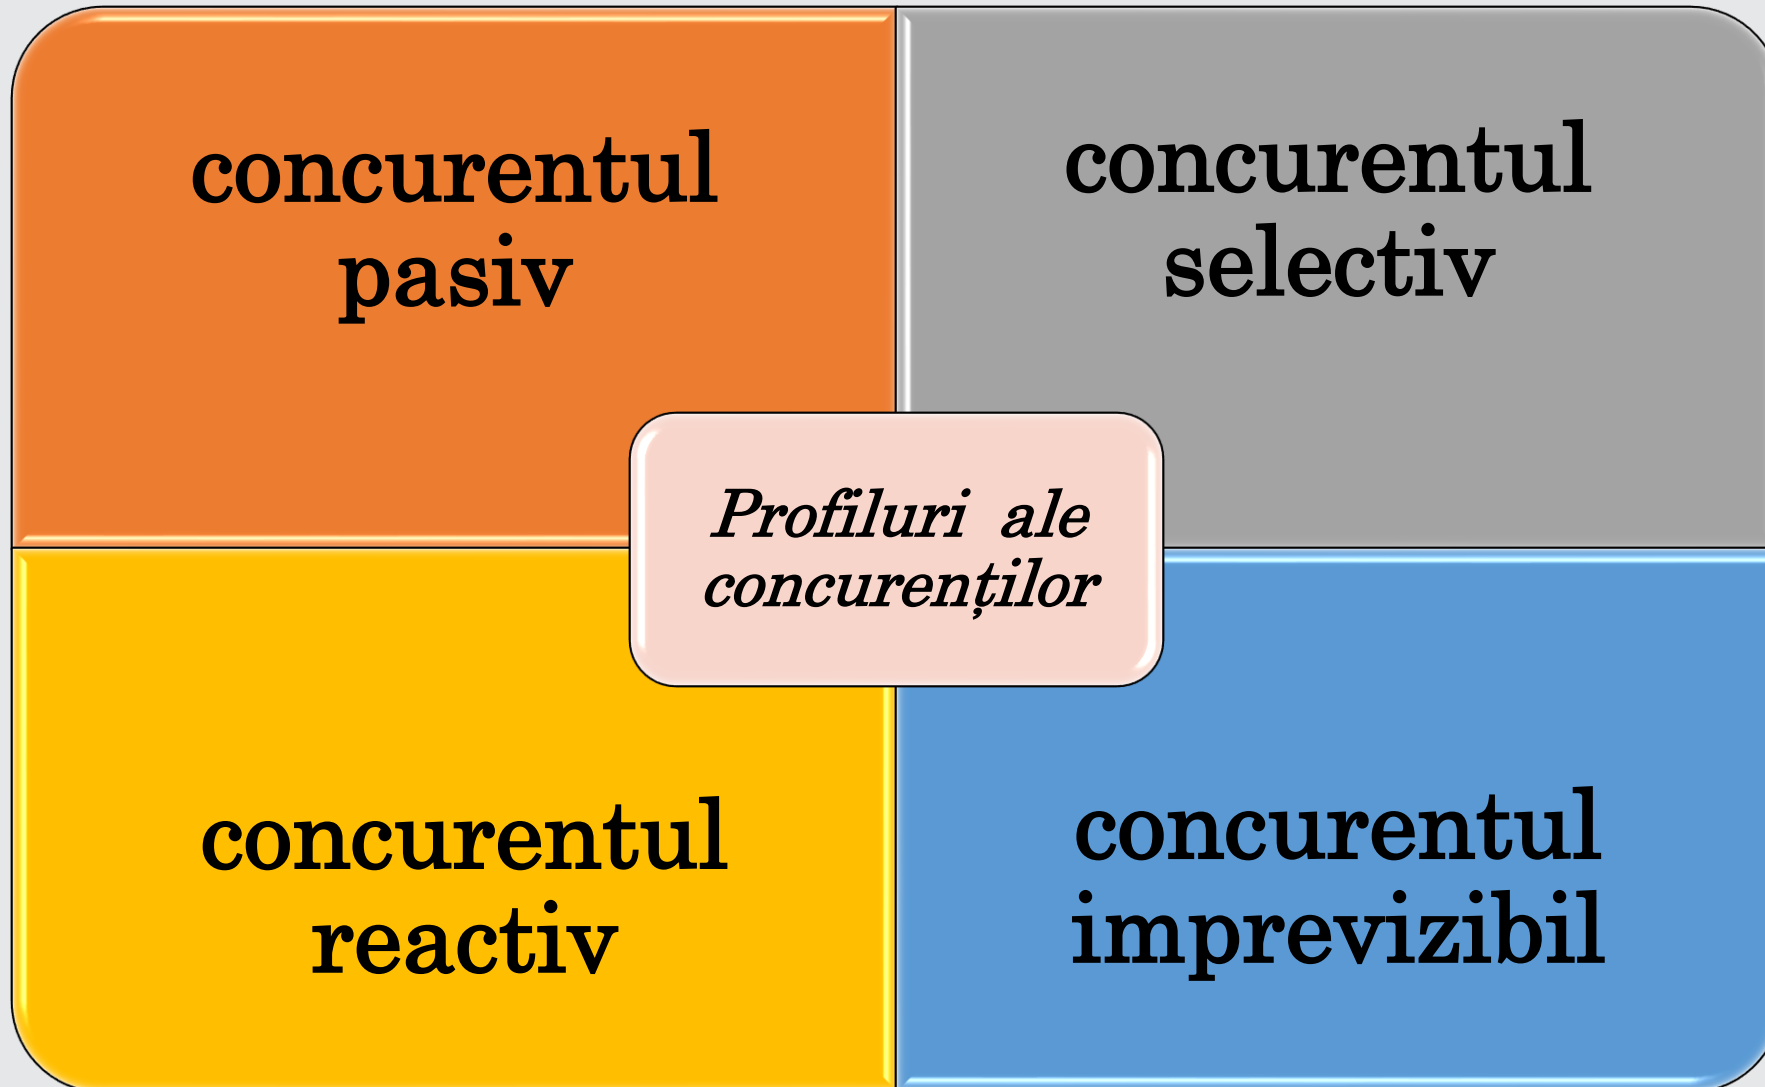 concurentul
pasiv
concurentul
selectiv
Profiluri ale
concurenților
concurentul
reactiv
concurentul
imprevizibil